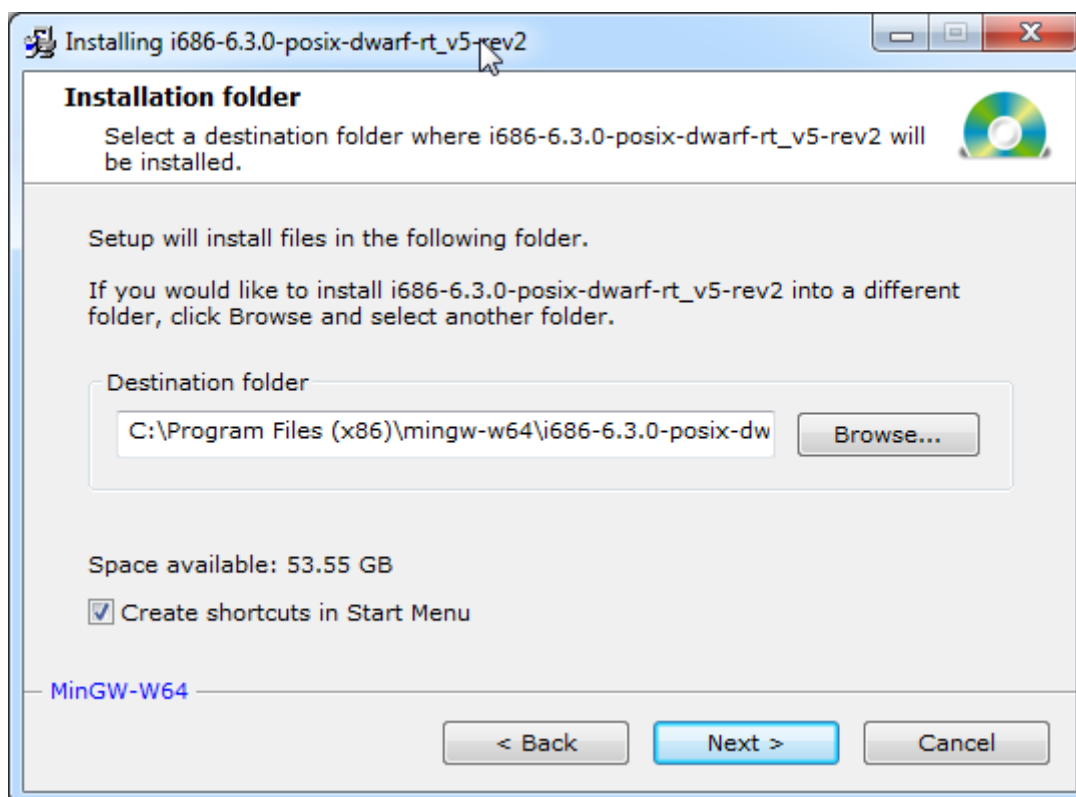 Installing i686-6.3.0-posix-dwarf-rt_v5-rev2
Installation folder
Select a destination folder where i686-6.3.0-posix-dwarf-rt_v5-rev2 will
be installed.
Setup will install files in the following folder.
If you would like to install i686-6.3.0-posix-dwarf-rt_v5-rev2 into a different
folder, click Browse and select another folder.
Destination folder
C:\Program Files (x86)\mingw-w64\i686-6.3.0-posix-dw
Browse...
Space available: 53.55 GB
Create shortcuts in Start Menu
MinGW-W64
< Back
Next >
Cancel